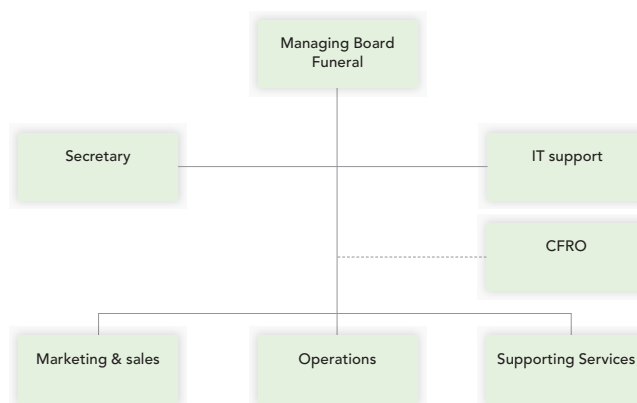 Managing Board
Funeral
Secretary
IT support
CFRO
Marketing & sales
Operations
Supporting Services